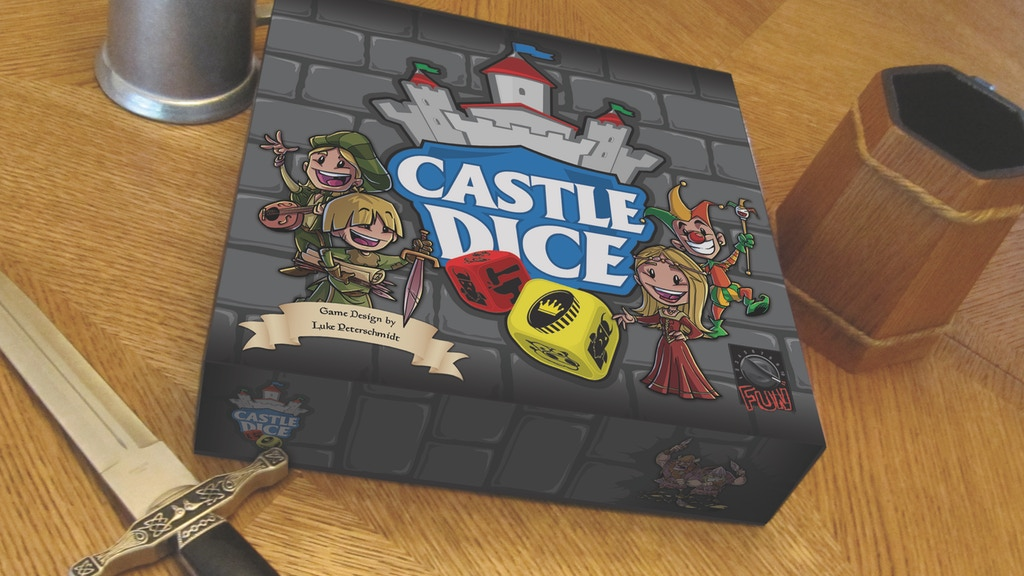 CASTLE
DICE
Game Design by
Luke Peterschmidt
FUN!
CASTLE
DICE